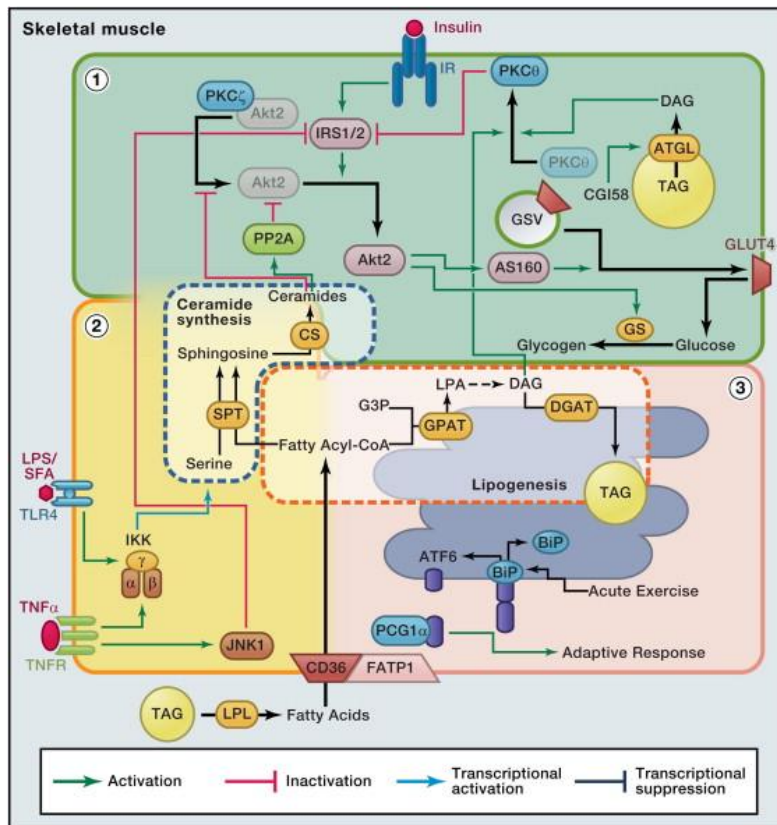 Skeletal muscle
Insulin
IR
1
PKCζ
Akt2
IRS1/2
PKCθ
DAG
ATGL
TAG
CGI58
PKCθ
Akt2
GSV
PP2A
GLUT4
Akt2
AS160
Ceramides
Ceramide
synthesis
CS
GS
Glycogen
Glucose
2
Sphingosine
3
LPA
DAG
G3P
DGAT
GPAT
SPT
Fatty Acyl-CoA
Serine
LPS/
SFA
TLR4
Lipogenesis
TAG
IKK
γ
α
β
BiP
ATF6
BiP
Acute Exercise
TNFα
TNFR
JNK1
PCG1α
Adaptive Response
CD36
FATP1
TAG
LPL
Fatty Acids
Activation
Inactivation
Transcriptional
activation
Transcriptional
suppression